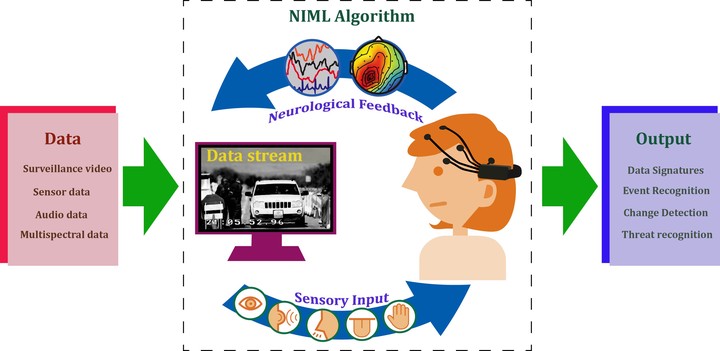 NIML Algorithm
Neurological Feedback
Data
Surveillance video
Sensor data
Audio data
Multispectral data
Data stream
20:05:52.96
Sensory Input
Output
Data Signatures
Event Recognition
Change Detection
Threat recognition